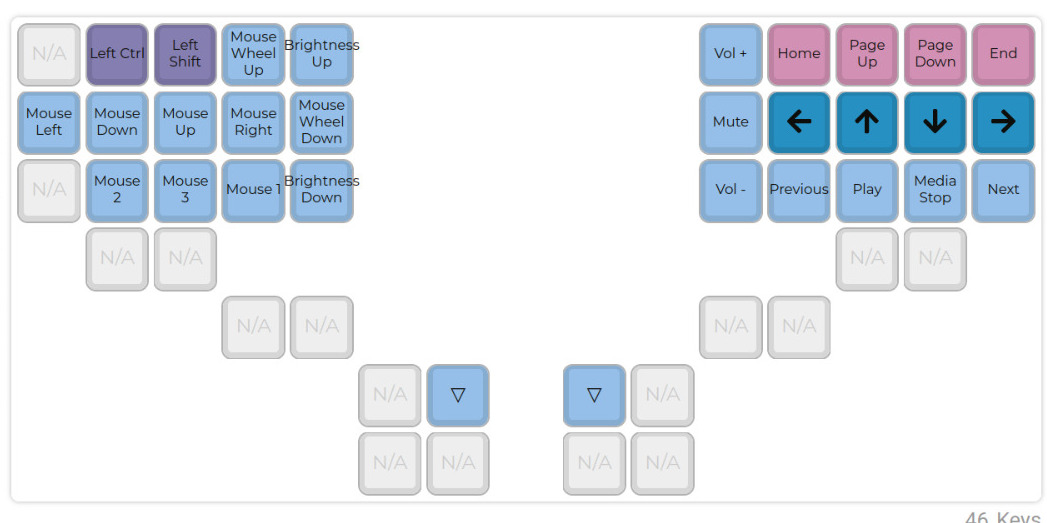 N/A Left Ctrl Left Shift Mouse Wheel Up Brightness Up Vol + Home Page Up Page Down End
Mouse Left Mouse Down Mouse Up Mouse Right Mouse Wheel Down Mute ← ↑ ↓ →
N/A Mouse 2 Mouse 3 Mouse 1 Brightness Down Vol - Previous Play Media Stop Next
N/A N/A N/A N/A
N/A N/A N/A N/A
N/A ▽ ▽ N/A
N/A N/A N/A N/A
46 Keys